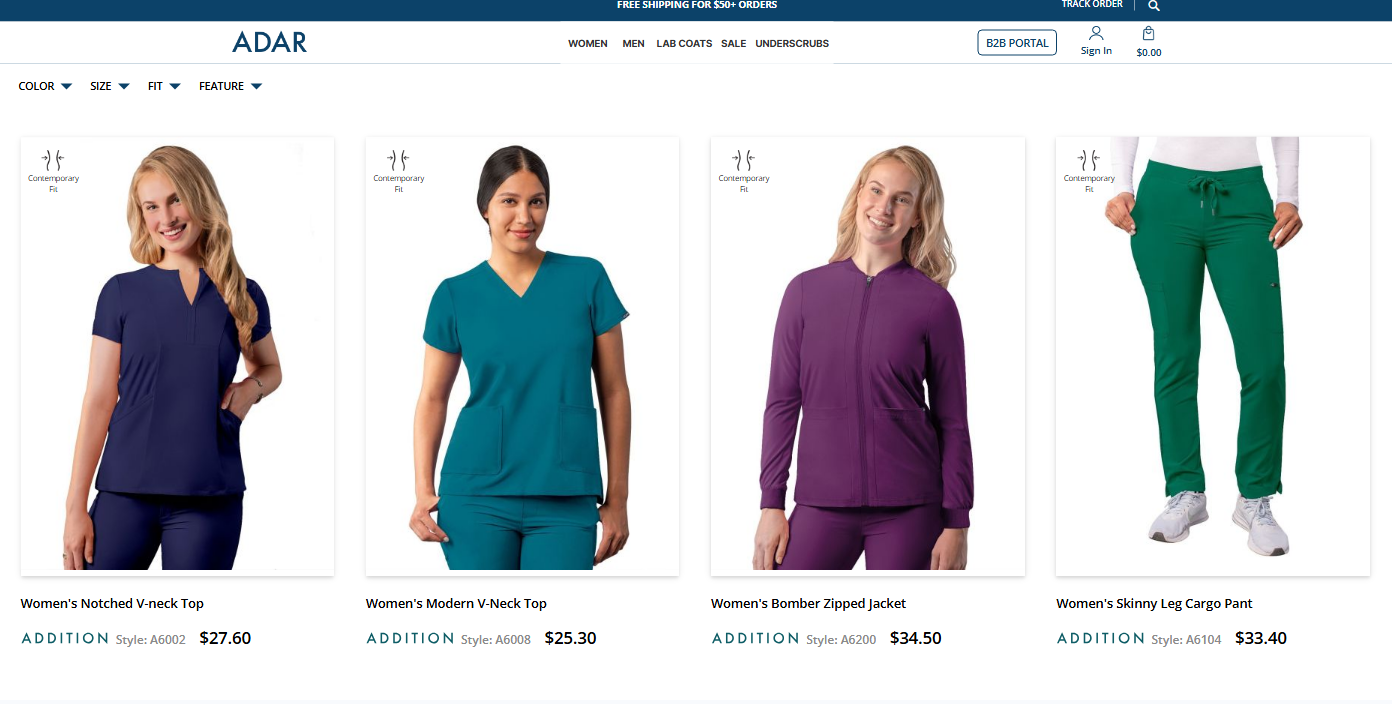 FREE SHIPPING FOR $50+ ORDERS
TRACK ORDER
ADAR
WOMEN MEN LAB COATS SALE UNDERSCRUBS
B2B PORTAL
Sign In
$0.00
COLOR SIZE FIT FEATURE
Contemporary
Fit
Contemporary
Fit
Contemporary
Fit
Contemporary
Fit
Women's Notched V-neck Top
ADDITION Style: A6002 $27.60
Women's Modern V-Neck Top
ADDITION Style: A6008 $25.30
Women's Bomber Zipped Jacket
ADDITION Style: A6200 $34.50
Women's Skinny Leg Cargo Pant
ADDITION Style: A6104 $33.40